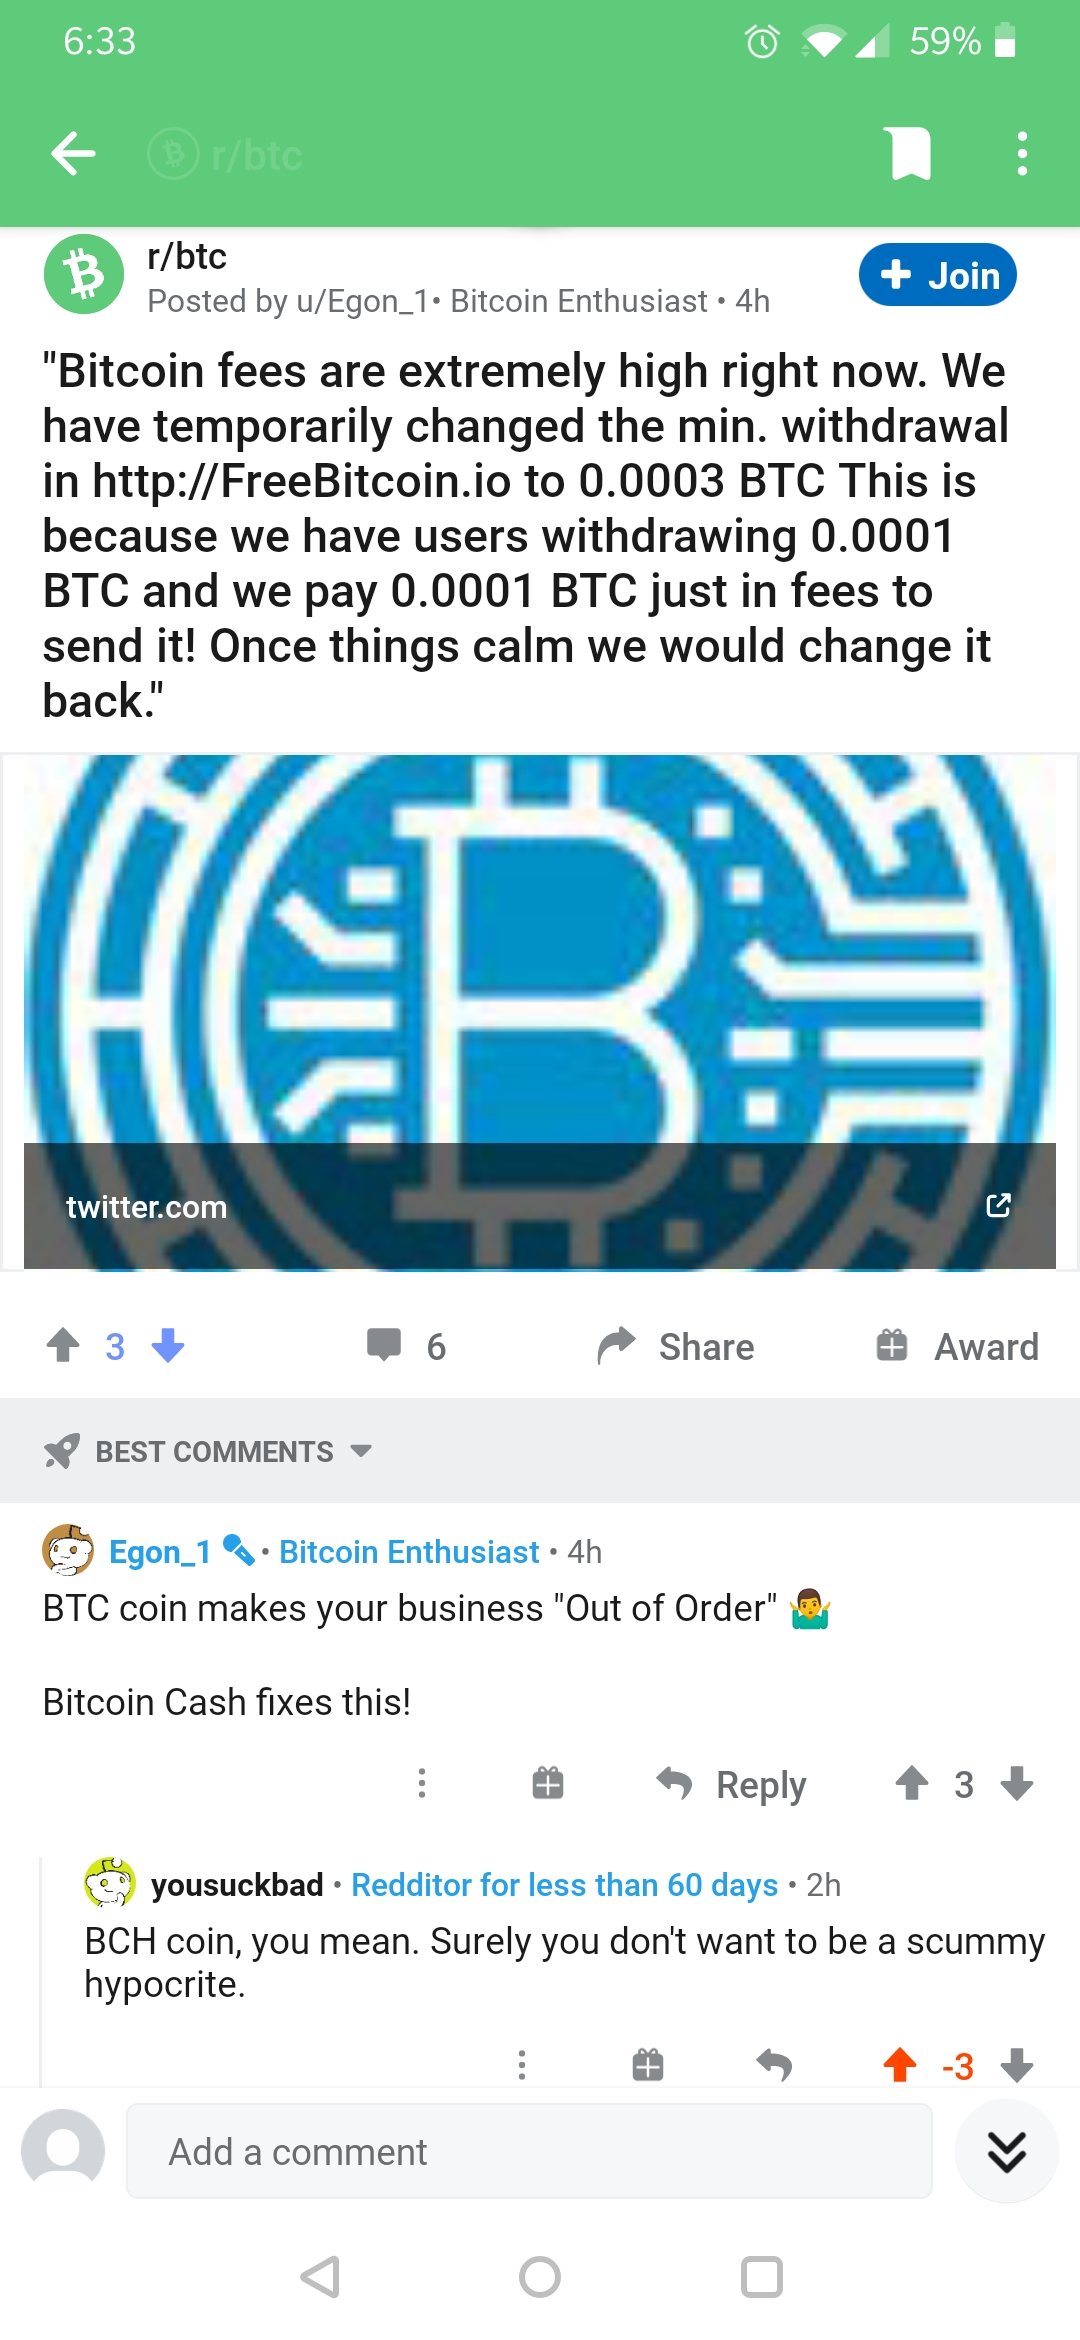 6:33
59%
r/btc
r/btc
Join
Posted by u/Egon_1• Bitcoin Enthusiast • 4h
"Bitcoin fees are extremely high right now. We
have temporarily changed the min. withdrawal
in http://FreeBitcoin.io to 0.0003 BTC This is
because we have users withdrawing 0.0001
BTC and we pay 0.0001 BTC just in fees to
send it! Once things calm we would change it
back."
twitter.com
3 6 Share Award
BEST COMMENTS
Egon_1 • Bitcoin Enthusiast • 4h
BTC coin makes your business "Out of Order" 🤷‍♂️
Bitcoin Cash fixes this!
Reply 3
yousuckbad • Redditor for less than 60 days • 2h
BCH coin, you mean. Surely you don't want to be a scummy
hypocrite.
-3
Add a comment